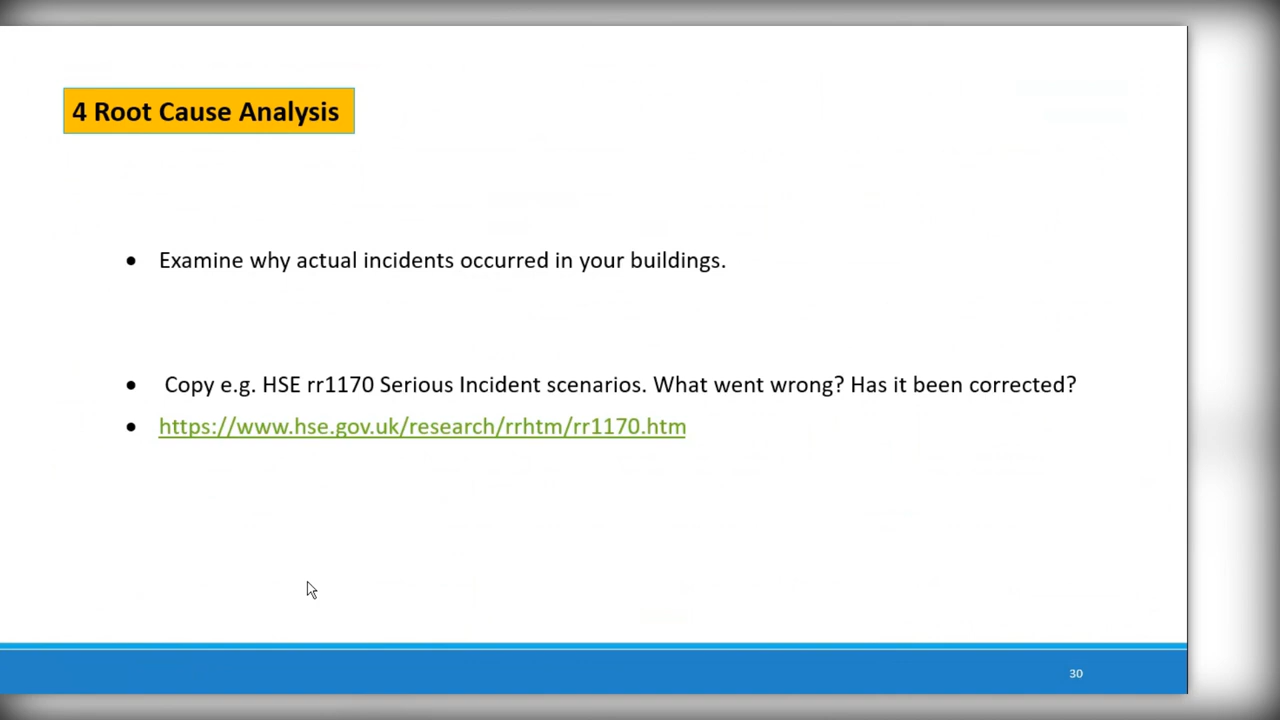 4 Root Cause Analysis
• Examine why actual incidents occurred in your buildings.
• Copy e.g. HSE rr1170 Serious Incident scenarios. What went wrong? Has it been corrected?
• https://www.hse.gov.uk/research/rrhtm/rr1170.htm
30